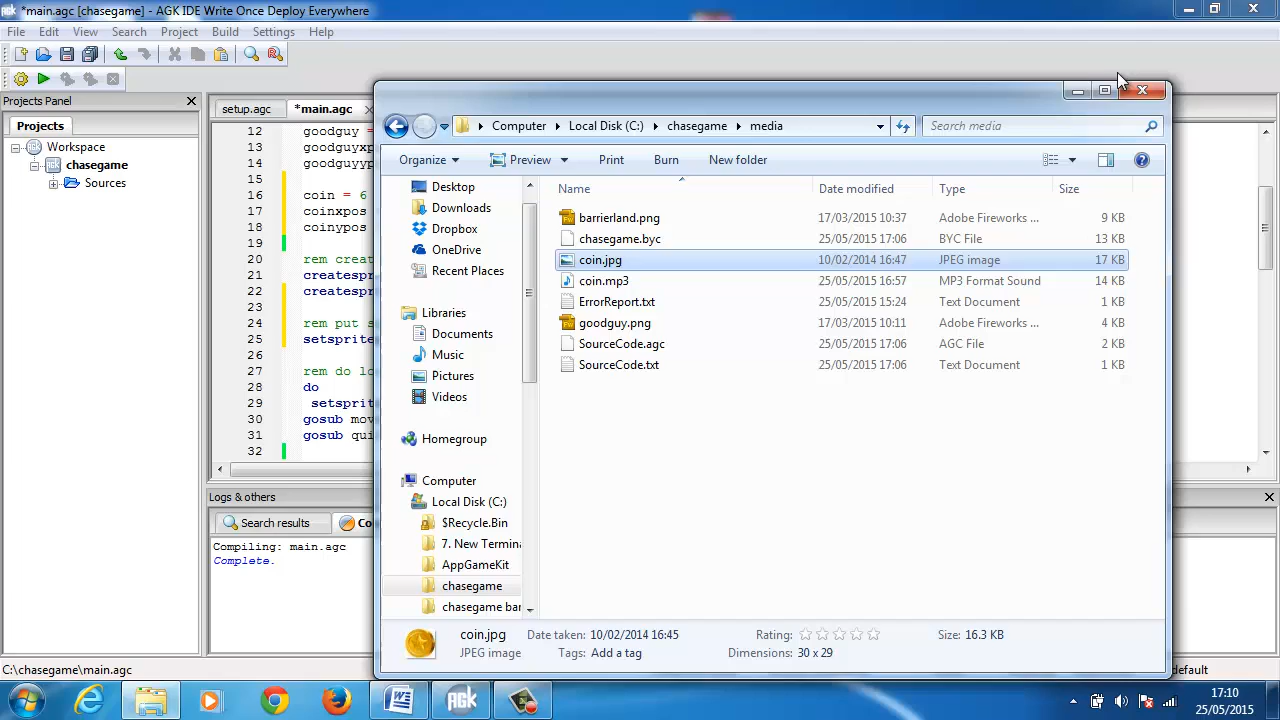 *main.agc [chasegame] - AGK IDE Write Once Deploy Everywhere
File Edit View Search Project Build Settings Help
Projects Panel
Projects
Workspace
chasegame
Sources
setup.agc
*main.agc
12 goodguy =
13 goodguyxp
14 goodguyyp
15
16 coin = 6
17 coinxpos
18 coinypos
19
20 rem creat
21 createspr
22 createspr
23
24 rem put s
25 setsprite
26
27 rem do lo
28 do
29 setsprit
30 gosub mov
31 gosub qui
32
Logs & others
Search results
Co
Compiling: main.agc
Complete.
C:\chasegame\main.agc
default
Computer Local Disk (C:) chasegame media
Search media
Organize Preview Print Burn New folder
Name Date modified Type Size
barrierland.png 17/03/2015 10:37 Adobe Fireworks ... 9 KB
chasegame.byc 25/05/2015 17:06 BYC File 13 KB
coin.jpg 10/02/2014 16:47 JPEG image 17 KB
coin.mp3 25/05/2015 16:57 MP3 Format Sound 14 KB
ErrorReport.txt 25/05/2015 15:24 Text Document 1 KB
goodguy.png 17/03/2015 10:11 Adobe Fireworks ... 4 KB
SourceCode.agc 25/05/2015 17:06 AGC File 2 KB
SourceCode.txt 25/05/2015 17:06 Text Document 1 KB
Desktop
Downloads
Dropbox
OneDrive
Recent Places
Libraries
Documents
Music
Pictures
Videos
Homegroup
Computer
Local Disk (C:)
$Recycle.Bin
7. New Termina
AppGameKit
chasegame
chasegame bar
coin.jpg Date taken: 10/02/2014 16:45 Rating: Size: 16.3 KB
JPEG image Tags: Add a tag Dimensions: 30 x 29
AGK
17:10
25/05/2015